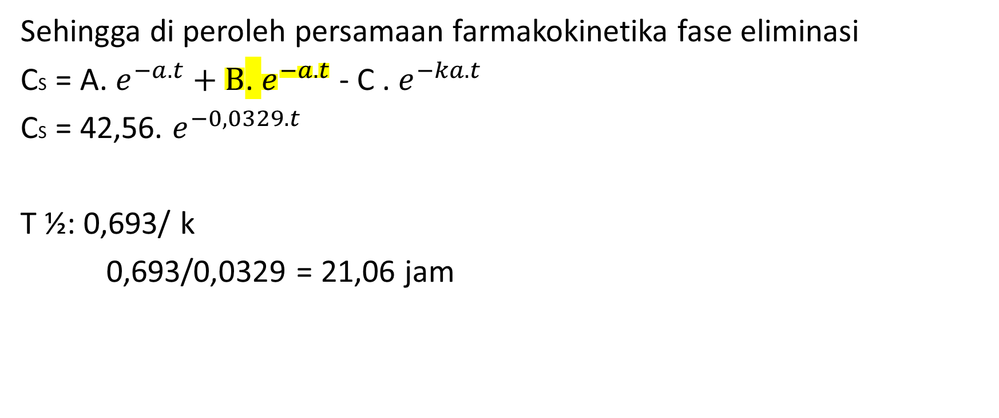 Sehingga di peroleh persamaan farmakokinetika fase eliminasi
Cs = A. e^−a.t + B. e^−a.t - C . e^−ka.t
Cs = 42,56. e^−0,0329.t
T ½: 0,693/ k
0,693/0,0329 = 21,06 jam